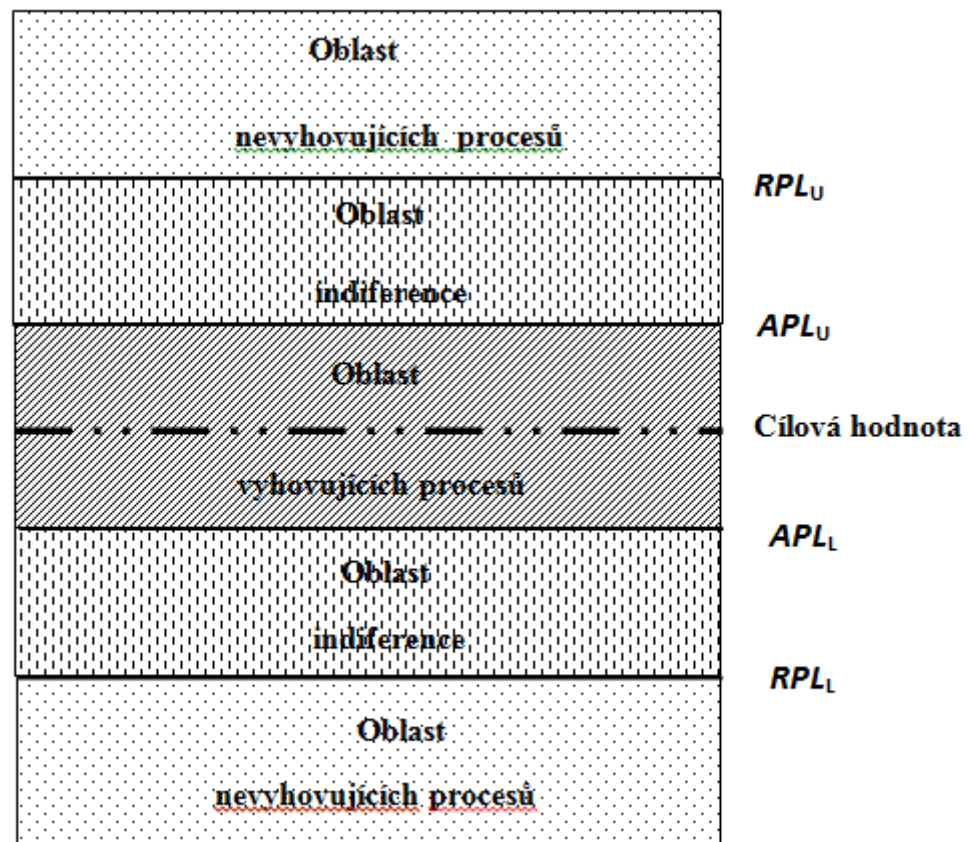 Oblast
nevyhovujících procesů
RPLU
Oblast
indiference
APLU
Oblast
Cílová hodnota
vyhovujících procesů
APLL
Oblast
indiference
RPLL
Oblast
nevyhovujících procesů